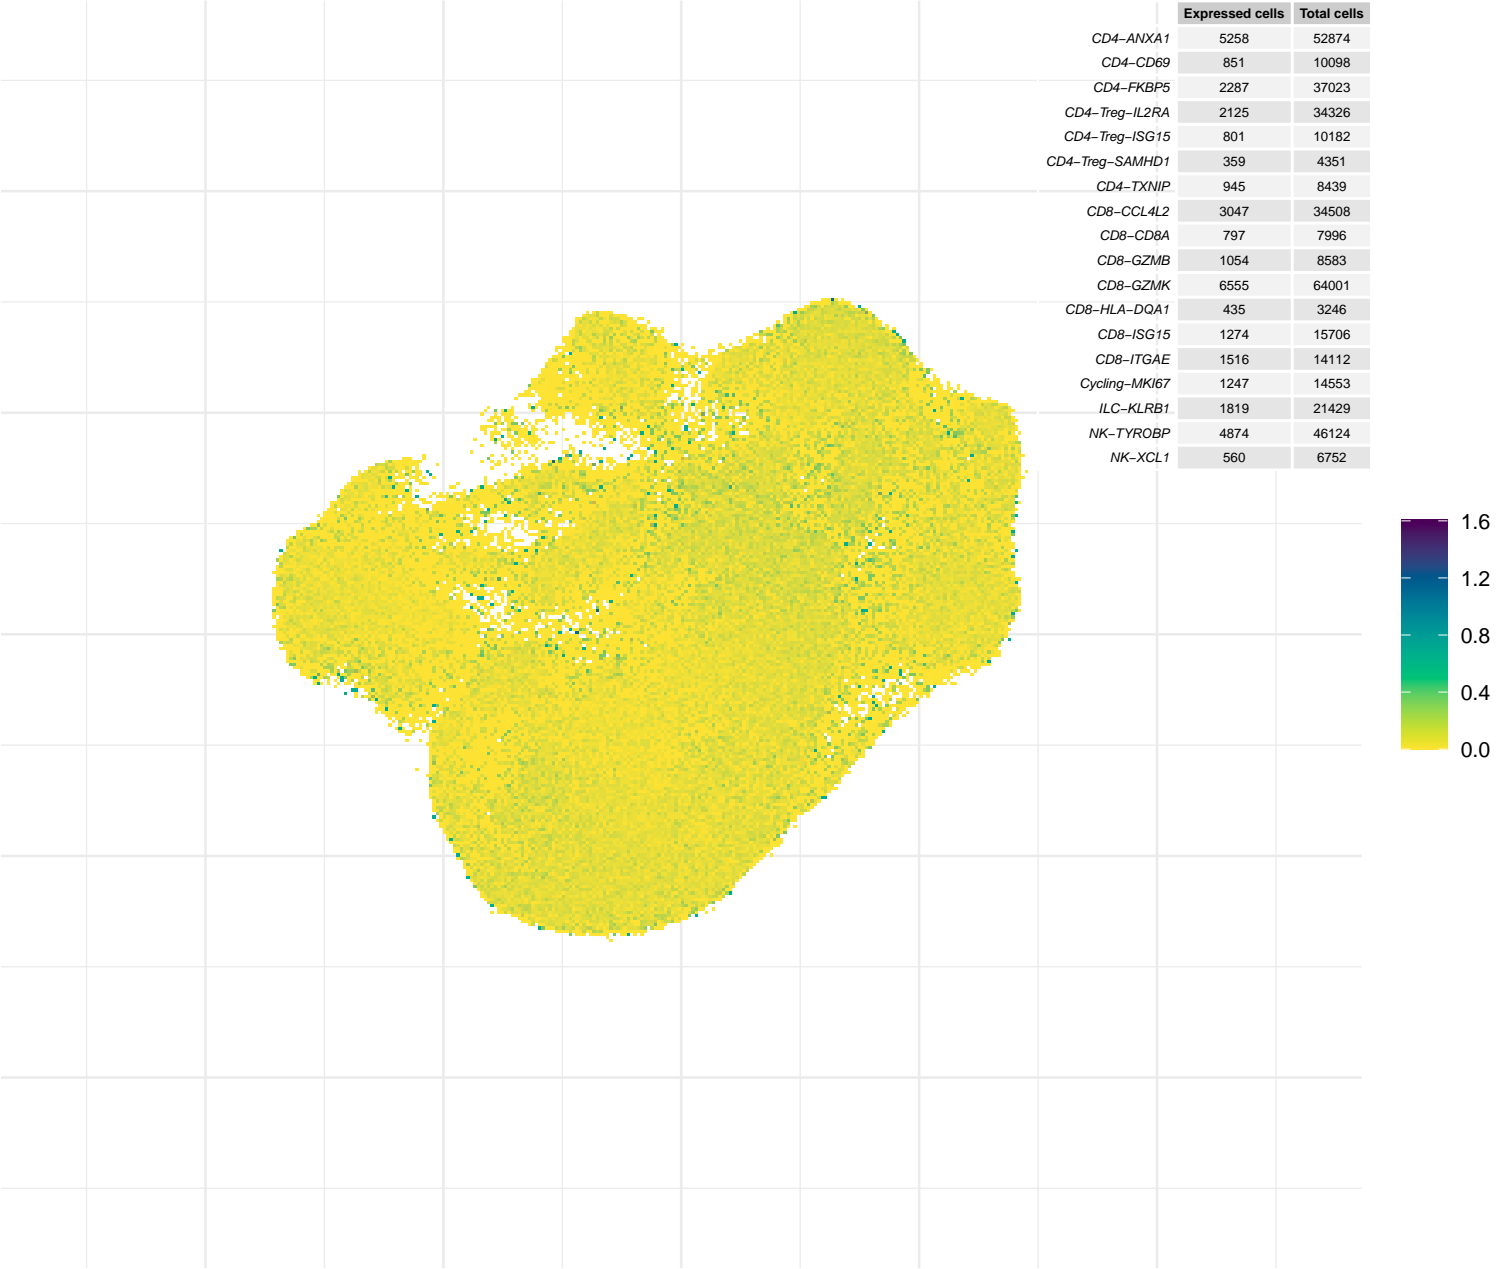 Expressed cells Total cells
CD4−ANXA1 5258 52874
CD4−CD69 851 10098
CD4−FKBP5 2287 37023
CD4−Treg−IL2RA 2125 34326
CD4−Treg−ISG15 801 10182
CD4−Treg−SAMHD1 359 4351
CD4−TXNIP 945 8439
CD8−CCL4L2 3047 34508
CD8−CD8A 797 7996
CD8−GZMB 1054 8583
CD8−GZMK 6555 64001
CD8−HLA−DQA1 435 3246
CD8−ISG15 1274 15706
CD8−ITGAE 1516 14112
Cycling−MKI67 1247 14553
ILC−KLRB1 1819 21429
NK−TYROBP 4874 46124
NK−XCL1 560 6752
1.6
1.2
0.8
0.4
0.0